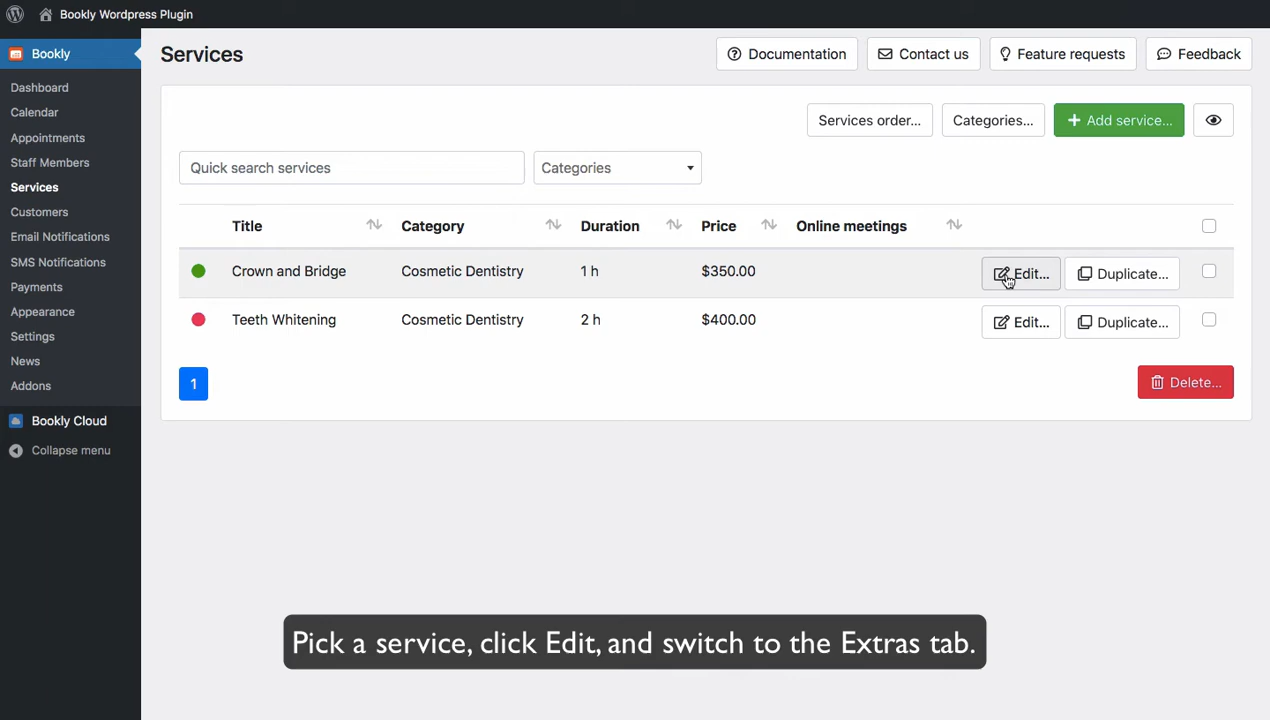 Bookly Wordpress Plugin
Bookly
Dashboard
Calendar
Appointments
Staff Members
Services
Customers
Email Notifications
SMS Notifications
Payments
Appearance
Settings
News
Addons
Bookly Cloud
Collapse menu
Services
Documentation
Contact us
Feature requests
Feedback
Services order...
Categories...
Add service...
Quick search services
Categories
Title Category Duration Price Online meetings
Crown and Bridge Cosmetic Dentistry 1 h $350.00 Edit... Duplicate...
Teeth Whitening Cosmetic Dentistry 2 h $400.00 Edit... Duplicate...
1
Delete...
Pick a service, click Edit, and switch to the Extras tab.